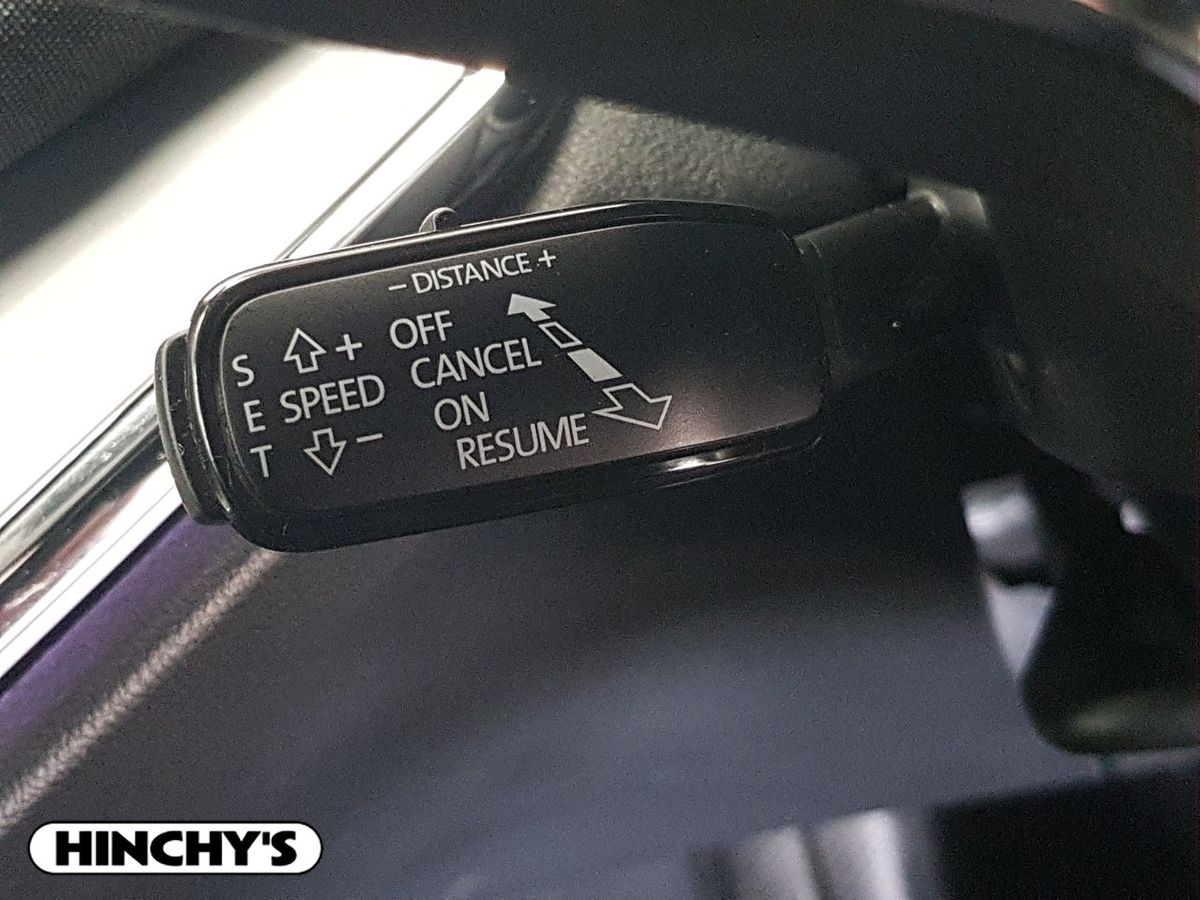 − DISTANCE +
S + OFF
CANCEL
E SPEED
ON
T −
RESUME
HINCHY'S